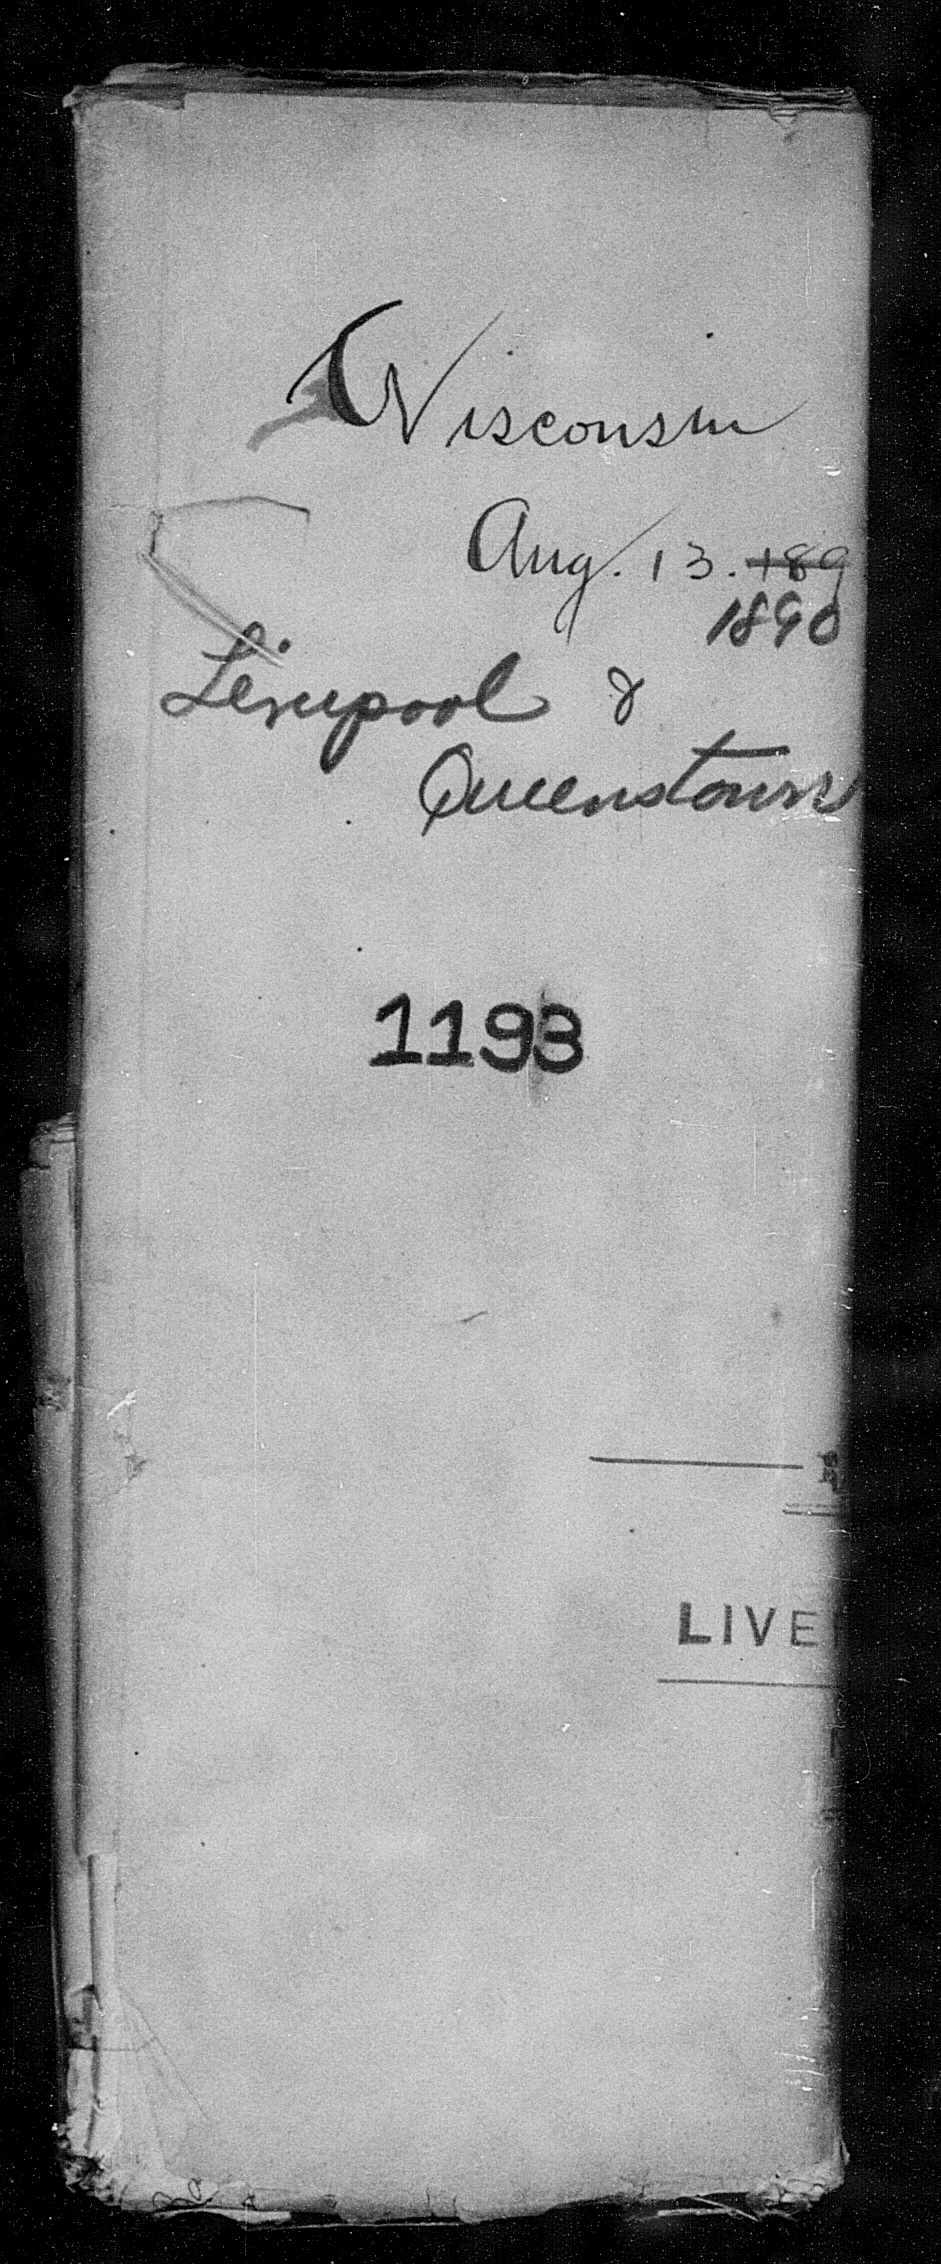 Wisconsin
Aug. 13. 189
1890
Liverpool &
Queenstown
1193
LIVE